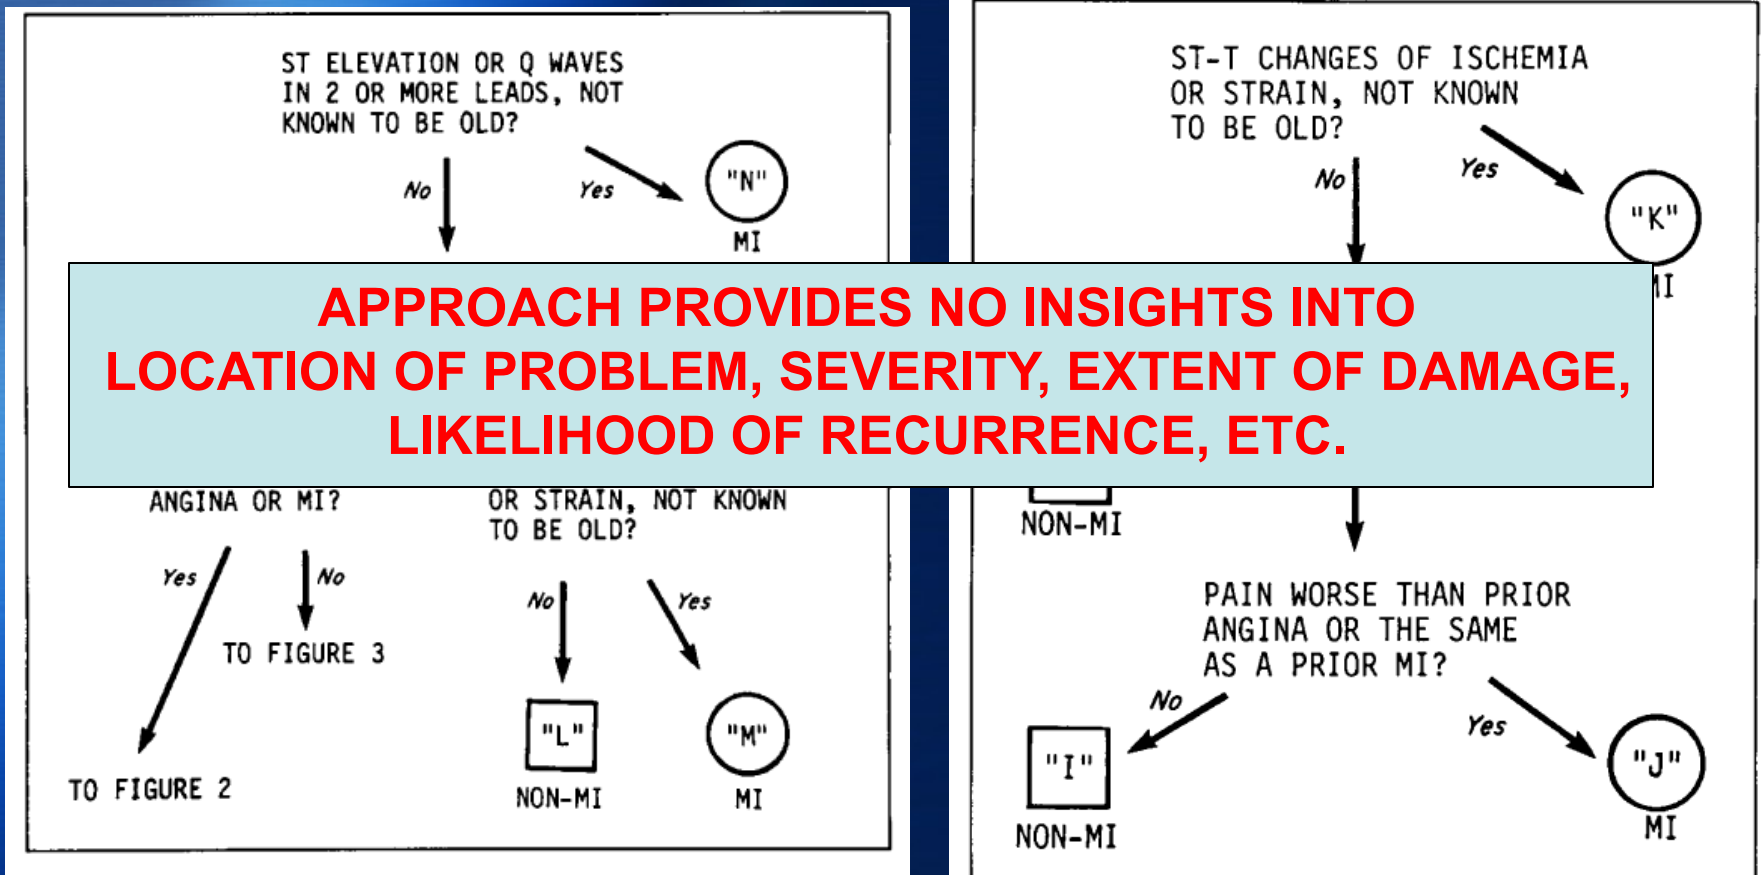 ST ELEVATION OR Q WAVES
IN 2 OR MORE LEADS, NOT
KNOWN TO BE OLD?
No
Yes
"N"
MI
ST-T CHANGES OF ISCHEMIA
OR STRAIN, NOT KNOWN
TO BE OLD?
No
Yes
"K"
MI
APPROACH PROVIDES NO INSIGHTS INTO
LOCATION OF PROBLEM, SEVERITY, EXTENT OF DAMAGE,
LIKELIHOOD OF RECURRENCE, ETC.
ANGINA OR MI?
Yes
No
TO FIGURE 3
TO FIGURE 2
OR STRAIN, NOT KNOWN
TO BE OLD?
No
Yes
"L"
NON-MI
"M"
MI
NON-MI
PAIN WORSE THAN PRIOR
ANGINA OR THE SAME
AS A PRIOR MI?
No
Yes
"I"
NON-MI
"J"
MI